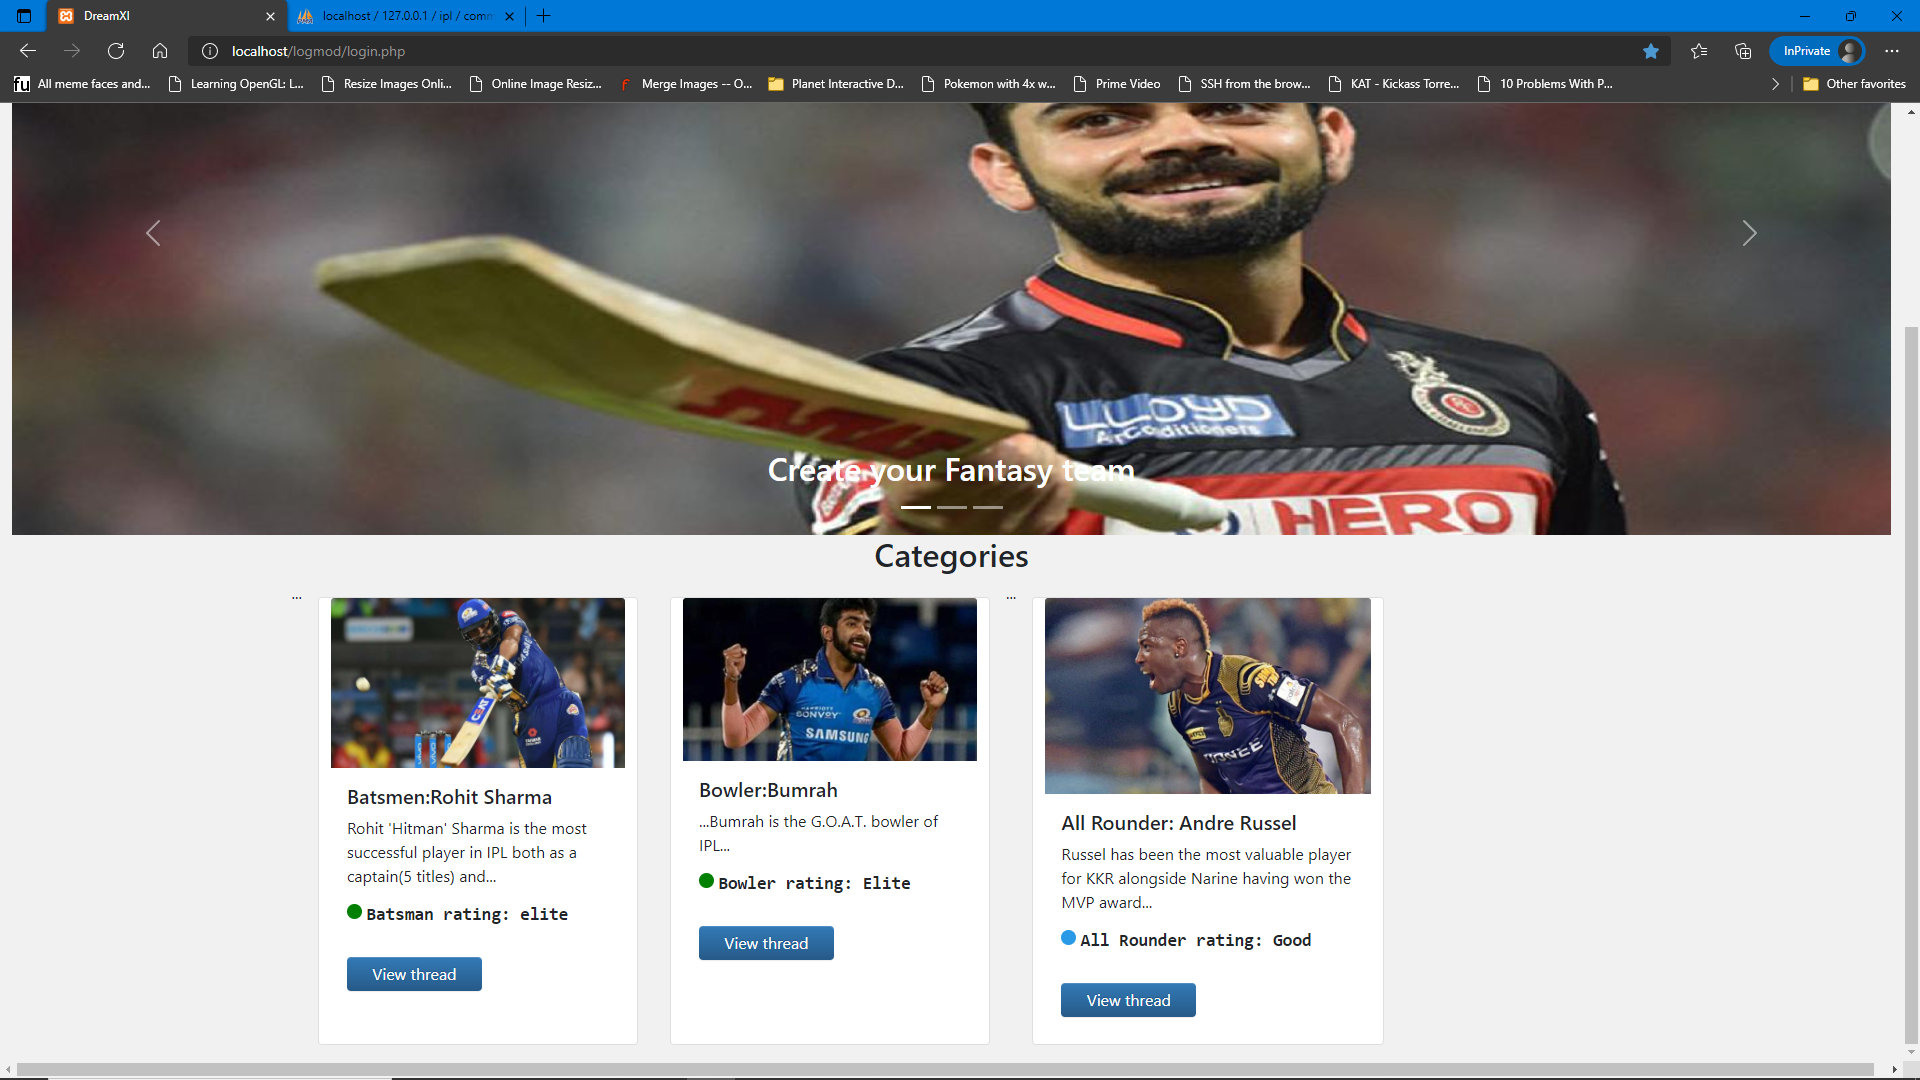 DreamXI
localhost / 127.0.0.1 / ipl / comm
localhost/logmod/login.php
InPrivate
All meme faces and...
Learning OpenGL: L...
Resize Images Onli...
Online Image Resiz...
Merge Images -- O...
Planet Interactive D...
Pokemon with 4x w...
Prime Video
SSH from the brow...
KAT - Kickass Torre...
10 Problems With P...
Other favorites
LLOYD
Air Conditioners
Create your Fantasy team
HERO
Categories
...
...
SAMSUNG
Batsmen:Rohit Sharma
Rohit 'Hitman' Sharma is the most
successful player in IPL both as a
captain(5 titles) and...
Batsman rating: elite
View thread
Bowler:Bumrah
...Bumrah is the G.O.A.T. bowler of
IPL...
Bowler rating: Elite
View thread
All Rounder: Andre Russel
Russel has been the most valuable player
for KKR alongside Narine having won the
MVP award...
All Rounder rating: Good
View thread